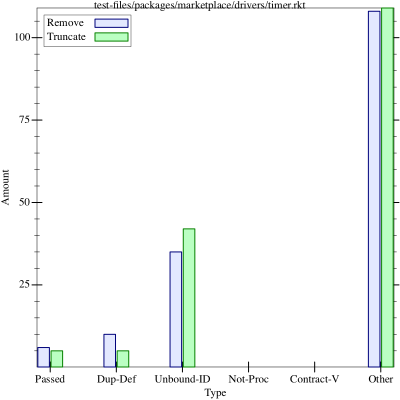 test-files/packages/marketplace/drivers/timer.rkt
Remove
Truncate
100
75
50
25
Amount
Passed Dup-Def Unbound-ID Not-Proc Contract-V Other
Type